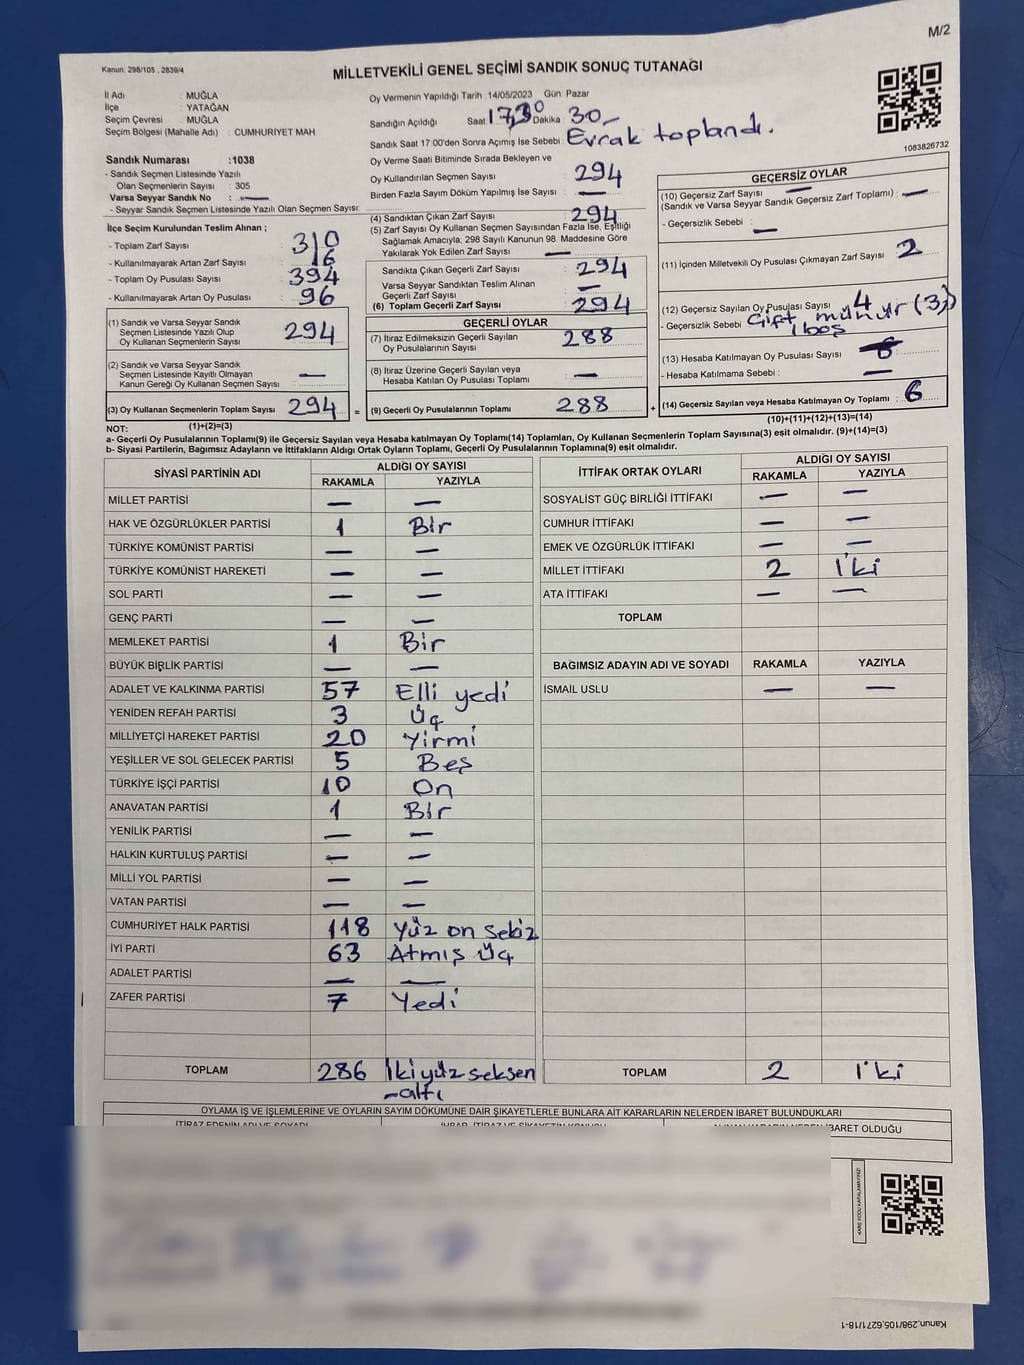 M/2
Kanun. 298/105 , 2839/4
MİLLETVEKİLİ GENEL SEÇİMİ SANDIK SONUÇ TUTANAĞI
İl Adı : MUĞLA
İlçe : YATAĞAN
Seçim Çevresi : MUĞLA
Seçim Bölgesi (Mahalle Adı) : CUMHURİYET MAH.
Oy Vermenin Yapıldığı Tarih :14/05/2023 Gün: Pazar
Sandığın Açıldığı Saat: 17,30 Dakika : 30
Sandık Saat 17:00'den Sonra Açımış İse Sebebi : Evrak toplandı.
1083826732
Sandık Numarası :1038
- Sandık Seçmen Listesinde Yazılı
Olan Seçmenlerin Sayısı : 305
Varsa Seyyar Sandık No : —
- Seyyar Sandık Seçmen Listesinde Yazılı Olan Seçmen Sayısı:
Oy Verme Saati Bitiminde Sırada Bekleyen ve
Oy Kullandırılan Seçmen Sayısı : 294
Birden Fazla Sayım Döküm Yapılmış İse Sayısı : —
İlçe Seçim Kurulundan Teslim Alınan ;
- Toplam Zarf Sayısı : 310
- Kullanılmayarak Artan Zarf Sayısı : 16
- Toplam Oy Pusulası Sayısı : 394
- Kullanılmayarak Artan Oy Pusulası : 96
(4) Sandıktan Çıkan Zarf Sayısı : 294
(5) Zarf Sayısı Oy Kullanan Seçmen Sayısından Fazla İse, Eşitliği
Sağlamak Amacıyla, 298 Sayılı Kanunun 98. Maddesine Göre
Yakılarak Yok Edilen Zarf Sayısı : —
Sandıkta Çıkan Geçerli Zarf Sayısı : 294
Varsa Seyyar Sandıktan Teslim Alınan
Geçerli Zarf Sayısı : —
(6) Toplam Geçerli Zarf Sayısı : 294
GEÇERSİZ OYLAR
(10) Geçersiz Zarf Sayısı : —
(Sandık ve Varsa Seyyar Sandık Geçersiz Zarf Toplamı) : —
- Geçersizlik Sebebi : —
(11) İçinden Milletvekili Oy Pusulası Çıkmayan Zarf Sayısı : 2
(12) Geçersiz Sayılan Oy Pusulası Sayısı : 4
- Geçersizlik Sebebi : Çift mühür (3)
1 boş
(13) Hesaba Katılmayan Oy Pusulası Sayısı :
- Hesaba Katılmama Sebebi : —
(14) Geçersiz Sayılan veya Hesaba Katılmayan Oy Toplamı : 6
(10)+(11)+(12)+(13)=(14)
(1) Sandık ve Varsa Seyyar Sandık
Seçmen Listesinde Yazılı Olup
Oy Kullanan Seçmenlerin Sayısı : 294
(2) Sandık ve Varsa Seyyar Sandık
Seçmen Listesinde Kayıtlı Olmayan
Kanun Gereği Oy Kullanan Seçmen Sayısı : —
(3) Oy Kullanan Seçmenlerin Toplam Sayısı : 294 =
(1)+(2)=(3)
GEÇERLİ OYLAR
(7) İtiraz Edilmeksizin Geçerli Sayılan
Oy Pusulalarının Sayısı : 288
(8) İtiraz Üzerine Geçerli Sayılan veya
Hesaba Katılan Oy Pusulası Toplamı : —
(9) Geçerli Oy Pusulalarının Toplamı : 288 +
NOT:
a- Geçerli Oy Pusulalarının Toplamı(9) ile Geçersiz Sayılan veya Hesaba katılmayan Oy Toplamı(14) Toplamları, Oy Kullanan Seçmenlerin Toplam Sayısına(3) eşit olmalıdır. (9)+(14)=(3)
b- Siyasi Partilerin, Bağımsız Adayların ve İttifakların Aldığı Ortak Oyların Toplamı, Geçerli Oy Pusulalarının Toplamına(9) eşit olmalıdır.
SİYASİ PARTİNİN ADI ALDIĞI OY SAYISI
RAKAMLA YAZIYLA
MİLLET PARTİSİ — —
HAK VE ÖZGÜRLÜKLER PARTİSİ 1 Bir
TÜRKİYE KOMÜNİST PARTİSİ — —
TÜRKİYE KOMÜNİST HAREKETİ — —
SOL PARTİ — —
GENÇ PARTİ — —
MEMLEKET PARTİSİ 1 Bir
BÜYÜK BİRLİK PARTİSİ — —
ADALET VE KALKINMA PARTİSİ 57 Elli yedi
YENİDEN REFAH PARTİSİ 3 Üç
MİLLİYETÇİ HAREKET PARTİSİ 20 Yirmi
YEŞİLLER VE SOL GELECEK PARTİSİ 5 Beş
TÜRKİYE İŞÇİ PARTİSİ 10 On
ANAVATAN PARTİSİ 1 Bir
YENİLİK PARTİSİ — —
HALKIN KURTULUŞ PARTİSİ — —
MİLLİ YOL PARTİSİ — —
VATAN PARTİSİ — —
CUMHURİYET HALK PARTİSİ 118 Yüz on sekiz
İYİ PARTİ 63 Atmış üç
ADALET PARTİSİ — —
ZAFER PARTİSİ 7 Yedi
TOPLAM 286 İkiyüz seksen
-altı
İTTİFAK ORTAK OYLARI ALDIĞI OY SAYISI
RAKAMLA YAZIYLA
SOSYALİST GÜÇ BİRLİĞİ İTTİFAKI — —
CUMHUR İTTİFAKI — —
EMEK VE ÖZGÜRLÜK İTTİFAKI — —
MİLLET İTTİFAKI 2 İki
ATA İTTİFAKI — —
TOPLAM
BAĞIMSIZ ADAYIN ADI VE SOYADI RAKAMLA YAZIYLA
İSMAİL USLU — —
TOPLAM 2 İki
OYLAMA İŞ VE İŞLEMLERİNE VE OYLARIN SAYIM DÖKÜMÜNE DAİR ŞİKAYETLERLE BUNLARA AİT KARARLARIN NELERDEN İBARET BULUNDUKLARI
İTİRAZ EDENİN ADI VE SOYADI İHBAR, İTİRAZ VE ŞİKAYETİN KONUSU ALINAN KARARIN NEDEN İBARET OLDUĞU
KARE KODU KARALAMAYINIZ!
Kanun.298/105,627/18-1